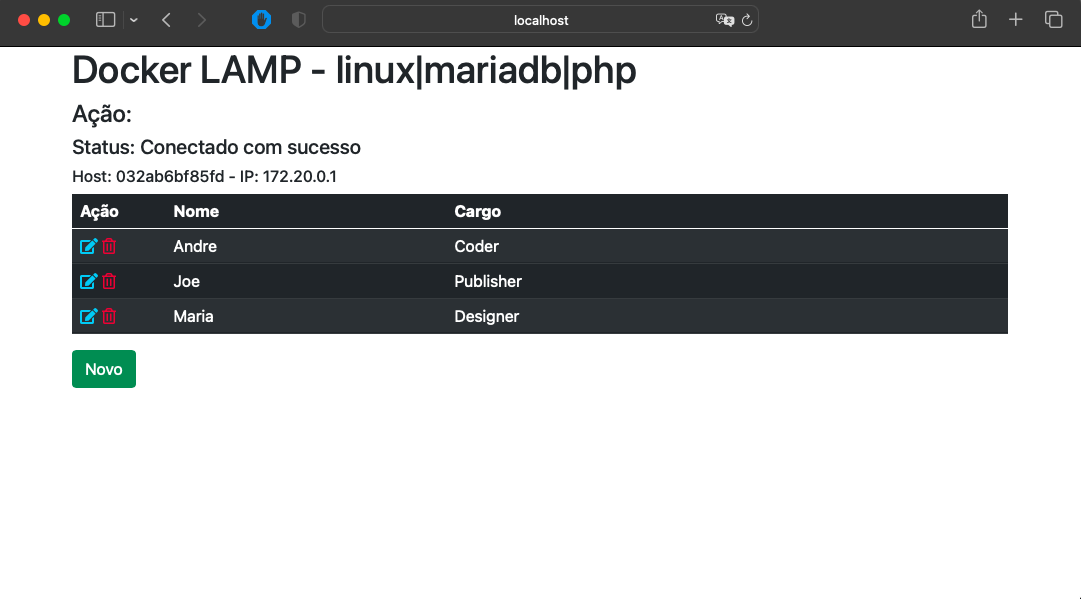 localhost
Docker LAMP - linux|mariadb|php
Ação:
Status: Conectado com sucesso
Host: 032ab6bf85fd - IP: 172.20.0.1
Ação Nome Cargo
Andre Coder
Joe Publisher
Maria Designer
Novo